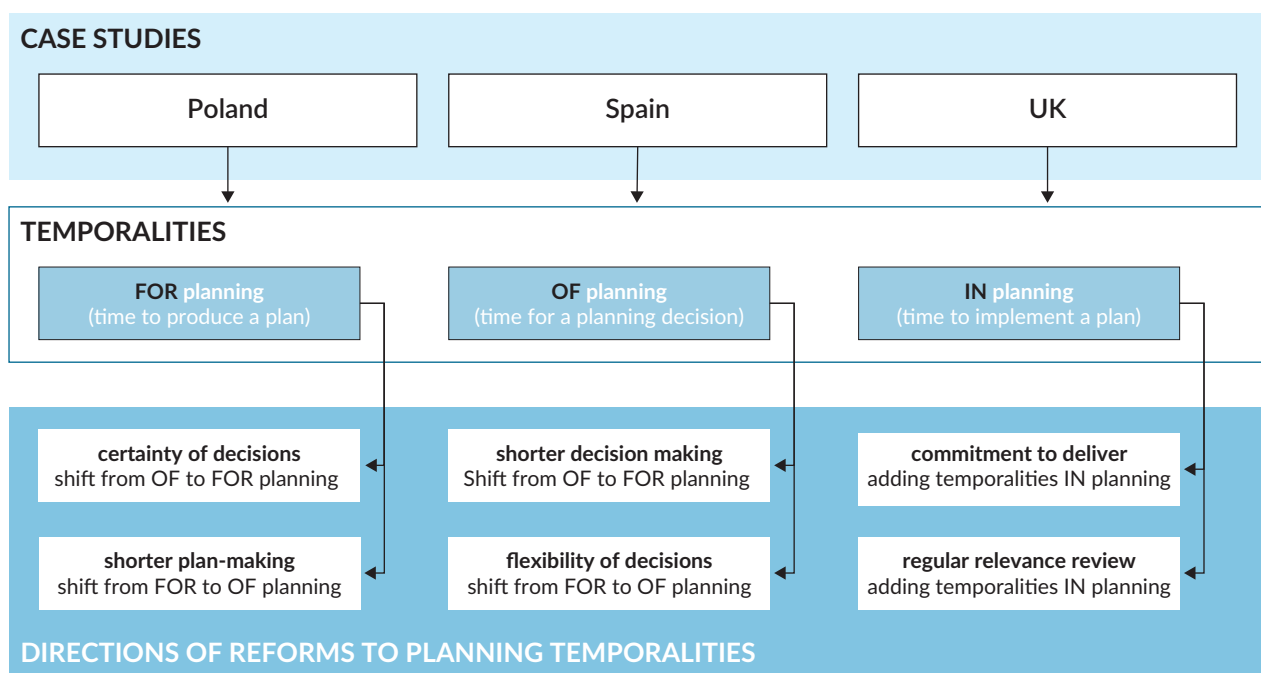 CASE STUDIES
Poland
Spain
UK
TEMPORALITIES
FOR planning
(time to produce a plan)
OF planning
(time for a planning decision)
IN planning
(time to implement a plan)
certainty of decisions
shift from OF to FOR planning
shorter decision making
Shift from OF to FOR planning
commitment to deliver
adding temporalities IN planning
shorter plan-making
shift from FOR to OF planning
flexibility of decisions
shift from FOR to OF planning
regular relevance review
adding temporalities IN planning
DIRECTIONS OF REFORMS TO PLANNING TEMPORALITIES